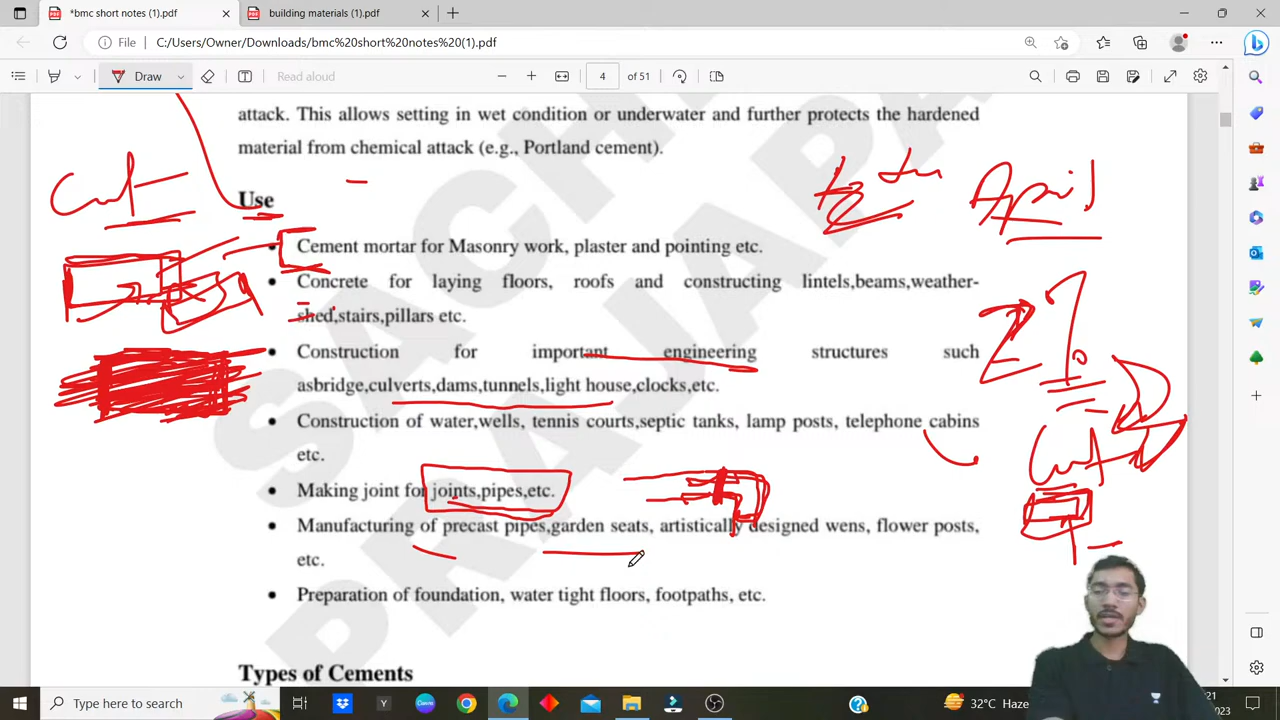 *bmc short notes (1).pdf
building materials (1).pdf
File
C:/Users/Owner/Downloads/bmc%20short%20notes%20(1).pdf
Draw
Read aloud
4
of 51
attack. This allows setting in wet condition or underwater and further protects the hardened
material from chemical attack (e.g., Portland cement).
Use
• Cement mortar for Masonry work, plaster and pointing etc.
• Concrete for laying floors, roofs and constructing lintels,beams,weather-
shed,stairs,pillars etc.
• Construction for important engineering structures such
asbridge,culverts,dams,tunnels,light house,clocks,etc.
• Construction of water,wells, tennis courts,septic tanks, lamp posts, telephone cabins
etc.
• Making joint for joints,pipes,etc.
• Manufacturing of precast pipes,garden seats, artistically designed wens, flower posts,
etc.
• Preparation of foundation, water tight floors, footpaths, etc.
Types of Cements
SACHI
PRAJAPA
April
Type here to search
32°C Haze
21
2023